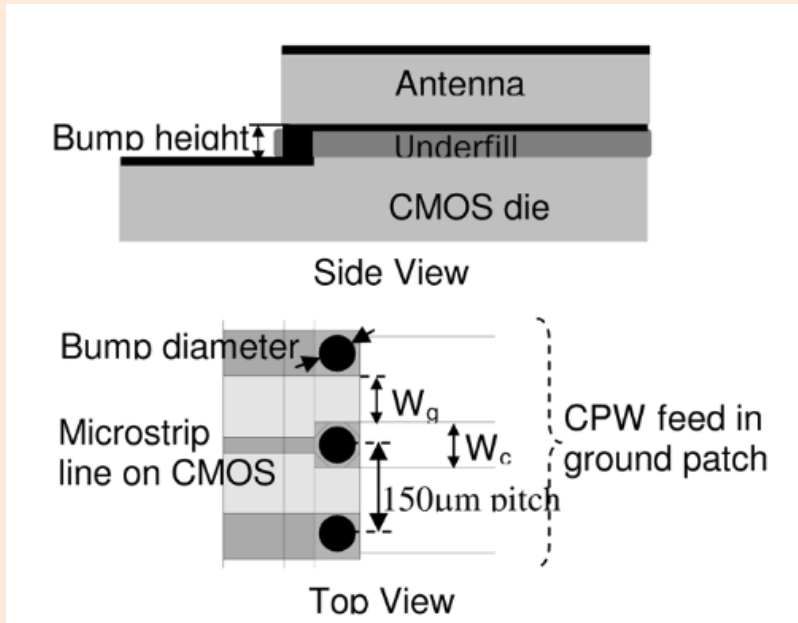 Antenna
Bump height
Underfill
CMOS die
Side View
Bump diameter
Wg
Microstrip
line on CMOS
Wc
CPW feed in
ground patch
150μm pitch
Top View